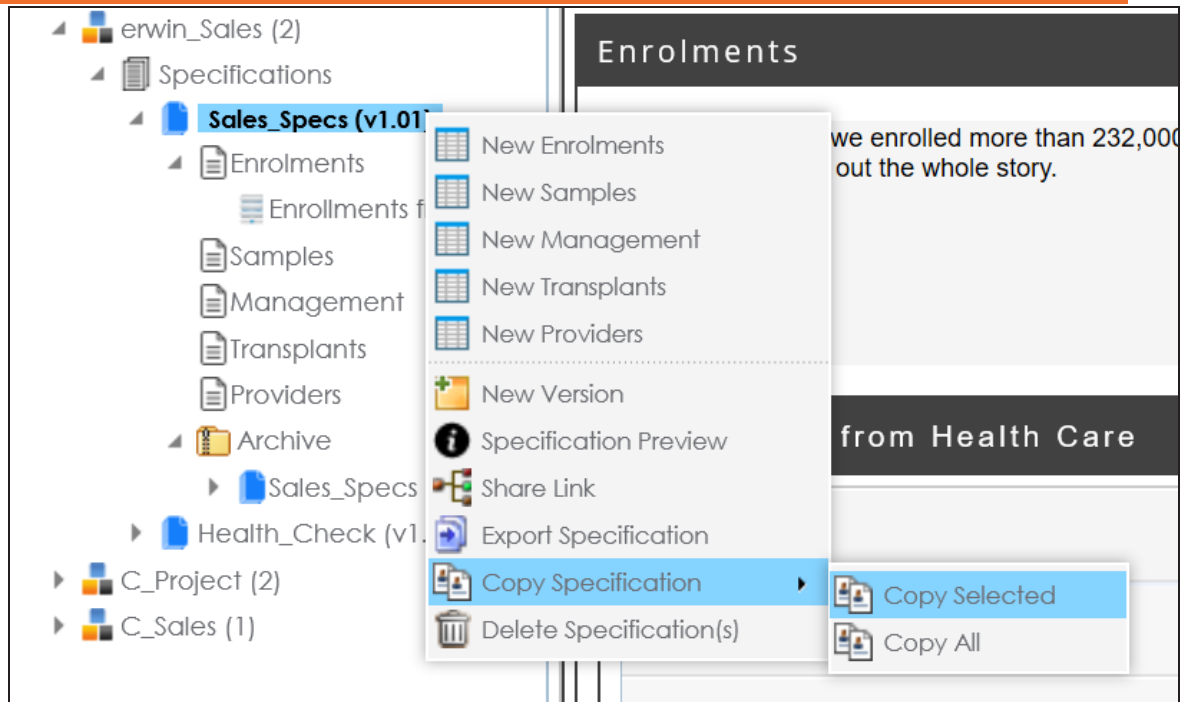 erwin_Sales (2)
Specifications
Sales_Specs (v1.01)
Enrolments
Enrollments f
Samples
Management
Transplants
Providers
Archive
Sales_Specs
Health_Check (v1.
C_Project (2)
C_Sales (1)
New Enrolments
New Samples
New Management
New Transplants
New Providers
New Version
Specification Preview
Share Link
Export Specification
Copy Specification
Delete Specification(s)
Copy Selected
Copy All
Enrolments
we enrolled more than 232,000
out the whole story.
from Health Care